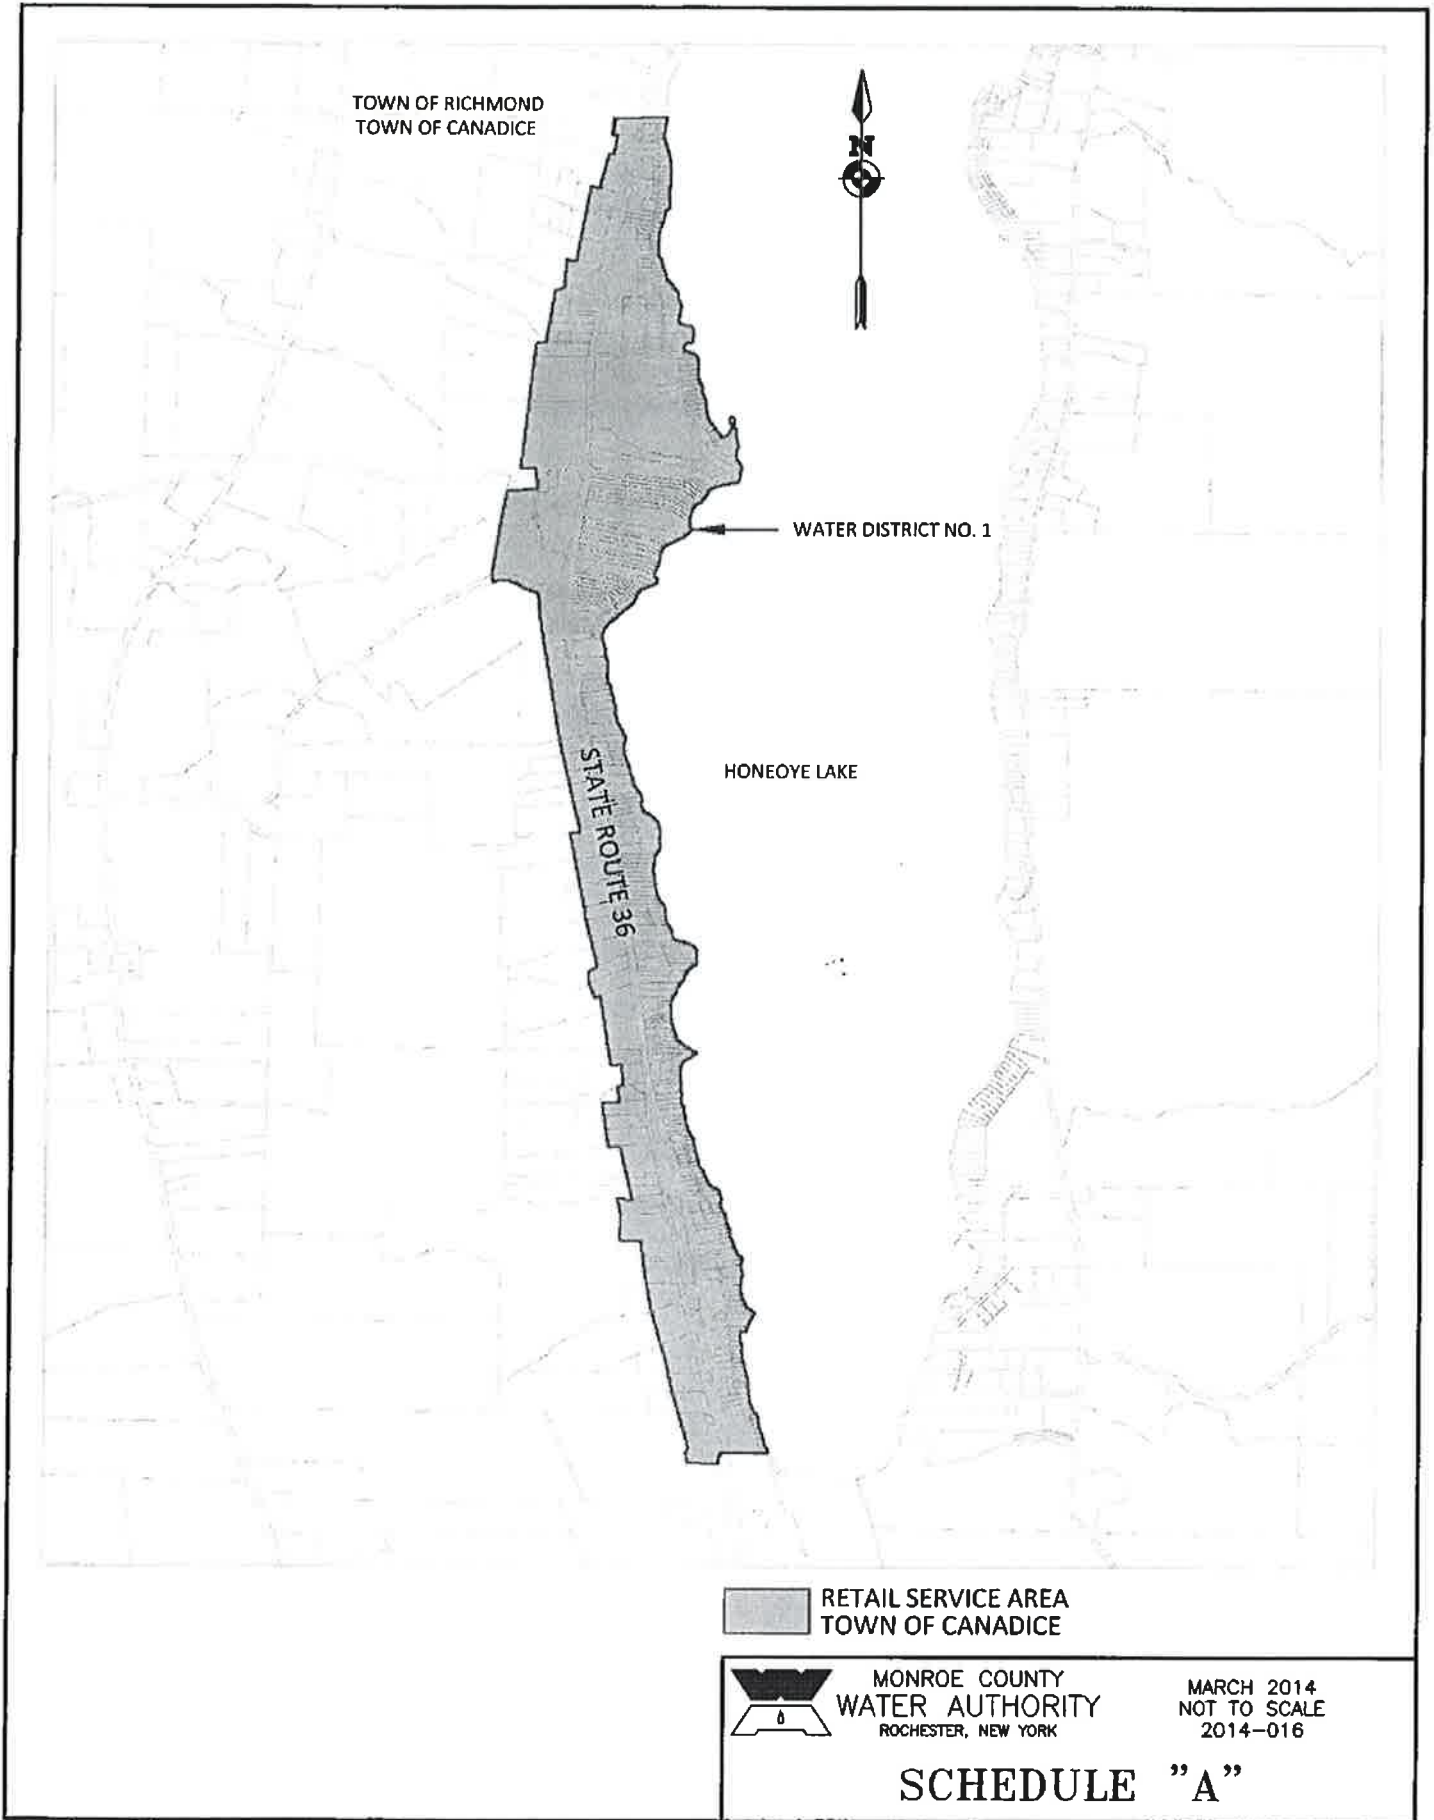 TOWN OF RICHMOND
TOWN OF CANADICE
N
WATER DISTRICT NO. 1
HONEOYE LAKE
STATE ROUTE 36
RETAIL SERVICE AREA
TOWN OF CANADICE
MONROE COUNTY
WATER AUTHORITY
ROCHESTER, NEW YORK
MARCH 2014
NOT TO SCALE
2014-016
SCHEDULE "A"